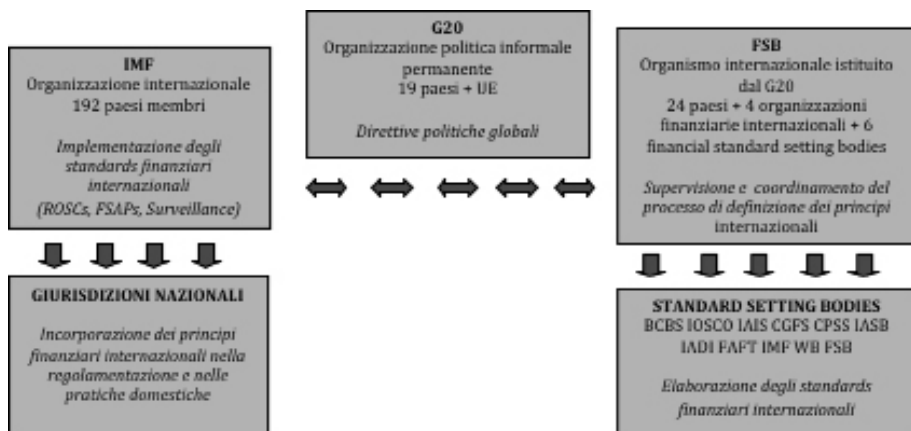 IMF
Organizzazione internazionale
192 paesi membri
Implementazione degli
standards finanziari
internazionali
(ROSCs, FSAPs, Surveillance)
G20
Organizzazione politica informale
permanente
19 paesi + UE
Direttive politiche globali
FSB
Organismo internazionale istituito
dal G20
24 paesi + 4 organizzazioni
finanziarie internazionali + 6
financial standard setting bodies
Supervisione e coordinamento del
processo di definizione dei principi
internazionali
GIURISDIZIONI NAZIONALI
Incorporazione dei principi
finanziari internazionali nella
regolamentazione e nelle
pratiche domestiche
STANDARD SETTING BODIES
BCBS IOSCO IAIS CGFS CPSS IASB
IADI FAFT IMF WB FSB
Elaborazione degli standards
finanziari internazionali